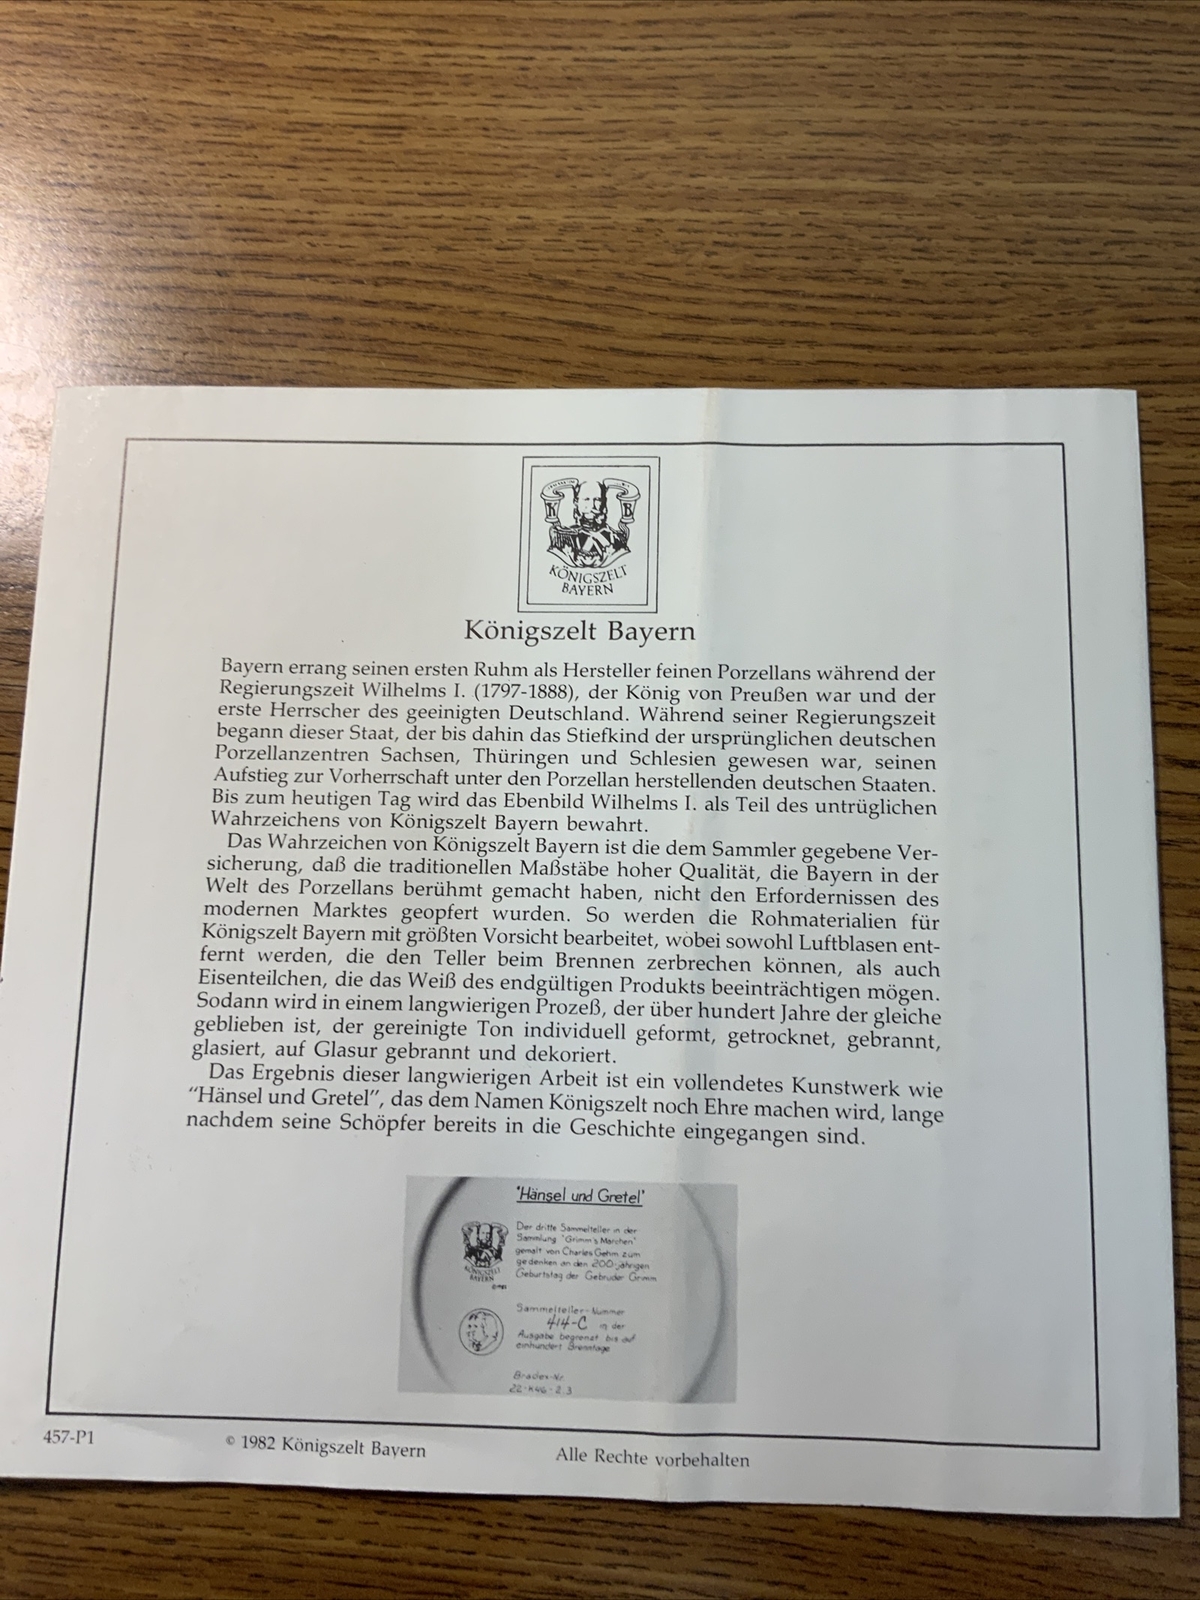 K B
KÖNIGSZELT
BAYERN
Königszelt Bayern
Bayern errang seinen ersten Ruhm als Hersteller feinen Porzellans während der
Regierungszeit Wilhelms I. (1797-1888), der König von Preußen war und der
erste Herrscher des geeinigten Deutschland. Während seiner Regierungszeit
begann dieser Staat, der bis dahin das Stiefkind der ursprünglichen deutschen
Porzellanzentren Sachsen, Thüringen und Schlesien gewesen war, seinen
Aufstieg zur Vorherrschaft unter den Porzellan herstellenden deutschen Staaten.
Bis zum heutigen Tag wird das Ebenbild Wilhelms I. als Teil des untrüglichen
Wahrzeichens von Königszelt Bayern bewahrt.
Das Wahrzeichen von Königszelt Bayern ist die dem Sammler gegebene Ver-
sicherung, daß die traditionellen Maßstäbe hoher Qualität, die Bayern in der
Welt des Porzellans berühmt gemacht haben, nicht den Erfordernissen des
modernen Marktes geopfert wurden. So werden die Rohmaterialien für
Königszelt Bayern mit größten Vorsicht bearbeitet, wobei sowohl Luftblasen ent-
fernt werden, die den Teller beim Brennen zerbrechen können, als auch
Eisenteilchen, die das Weiß des endgültigen Produkts beeinträchtigen mögen.
Sodann wird in einem langwierigen Prozeß, der über hundert Jahre der gleiche
geblieben ist, der gereinigte Ton individuell geformt, getrocknet, gebrannt,
glasiert, auf Glasur gebrannt und dekoriert.
Das Ergebnis dieser langwierigen Arbeit ist ein vollendetes Kunstwerk wie
“Hänsel und Gretel”, das dem Namen Königszelt noch Ehre machen wird, lange
nachdem seine Schöpfer bereits in die Geschichte eingegangen sind.
"Hänsel und Gretel"
Der dritte Sammelteller in der
Sammlung "Grimm's Märchen"
gemalt von Charles Gehm zum
gedenken an den 200-jährigen
Geburtstag der Gebrüder Grimm
KÖNIGSZELT
BAYERN
Sammelteller-Nummer
414-C in der
Ausgabe begrenzt bis auf
einhundert Brenntage
Bradex-Nr.
22-K46-2.3
457-P1
© 1982 Königszelt Bayern
Alle Rechte vorbehalten